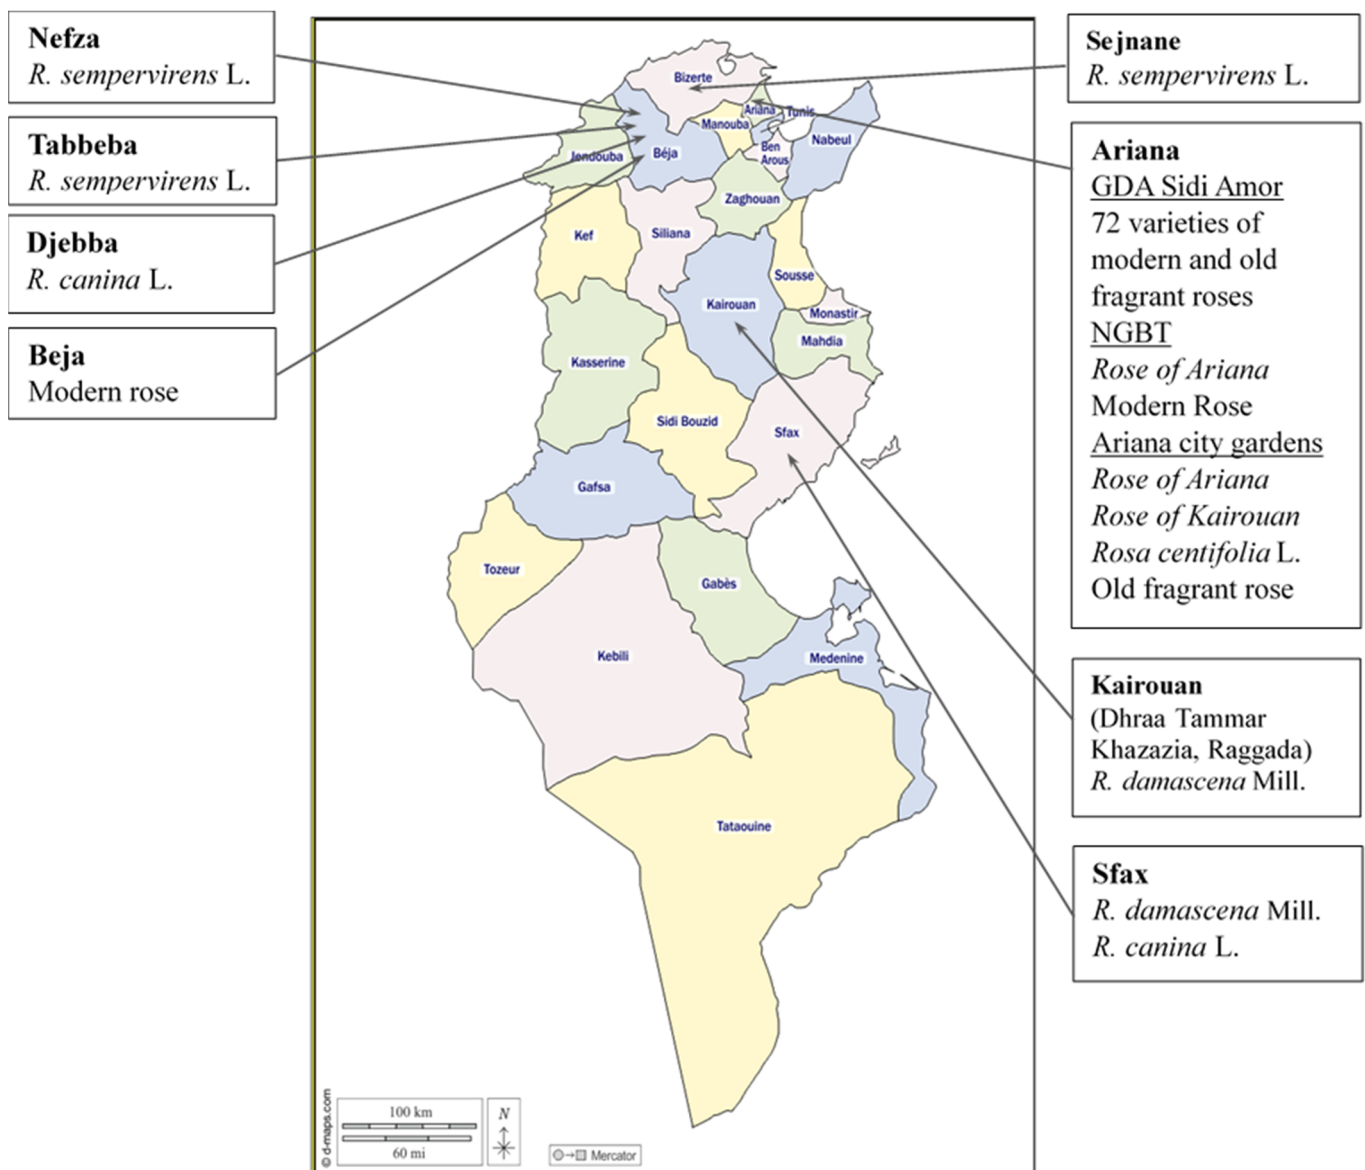 Nefza
R. sempervirens L.
Tabbeba
R. sempervirens L.
Djebba
R. canina L.
Beja
Modern rose
Sejnane
R. sempervirens L.
Ariana
GDA Sidi Amor
72 varieties of
modern and old
fragrant roses
NGBT
Rose of Ariana
Modern Rose
Ariana city gardens
Rose of Ariana
Rose of Kairouan
Rosa centifolia L.
Old fragrant rose
Kairouan
(Dhraa Tammar
Khazazia, Raggada)
R. damascena Mill.
Sfax
R. damascena Mill.
R. canina L.
Bizerte
Ariana
Tunis
Manouba
Nabeul
Ben
Arous
Jendouba
Béja
Zaghouan
Kef
Siliana
Sousse
Kairouan
Monastir
Mahdia
Kasserine
Sidi Bouzid
Sfax
Gafsa
Tozeur
Gabès
Kebili
Medenine
Tataouine
© d-maps.com
100 km
60 mi
N
Mercator